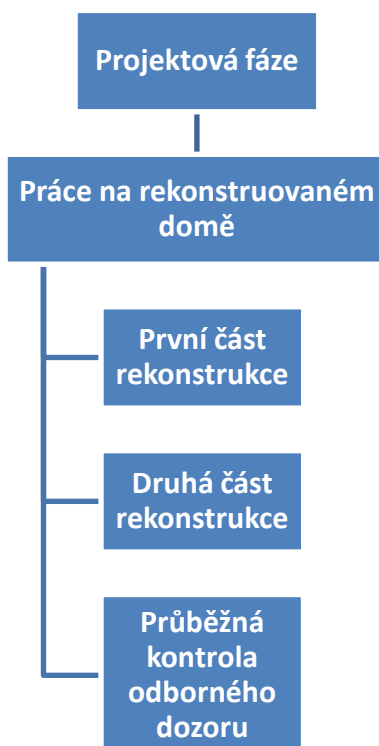 Projektová fáze
Práce na rekonstruovaném
domě
První část
rekonstrukce
Druhá část
rekonstrukce
Průběžná
kontrola
odborného
dozoru